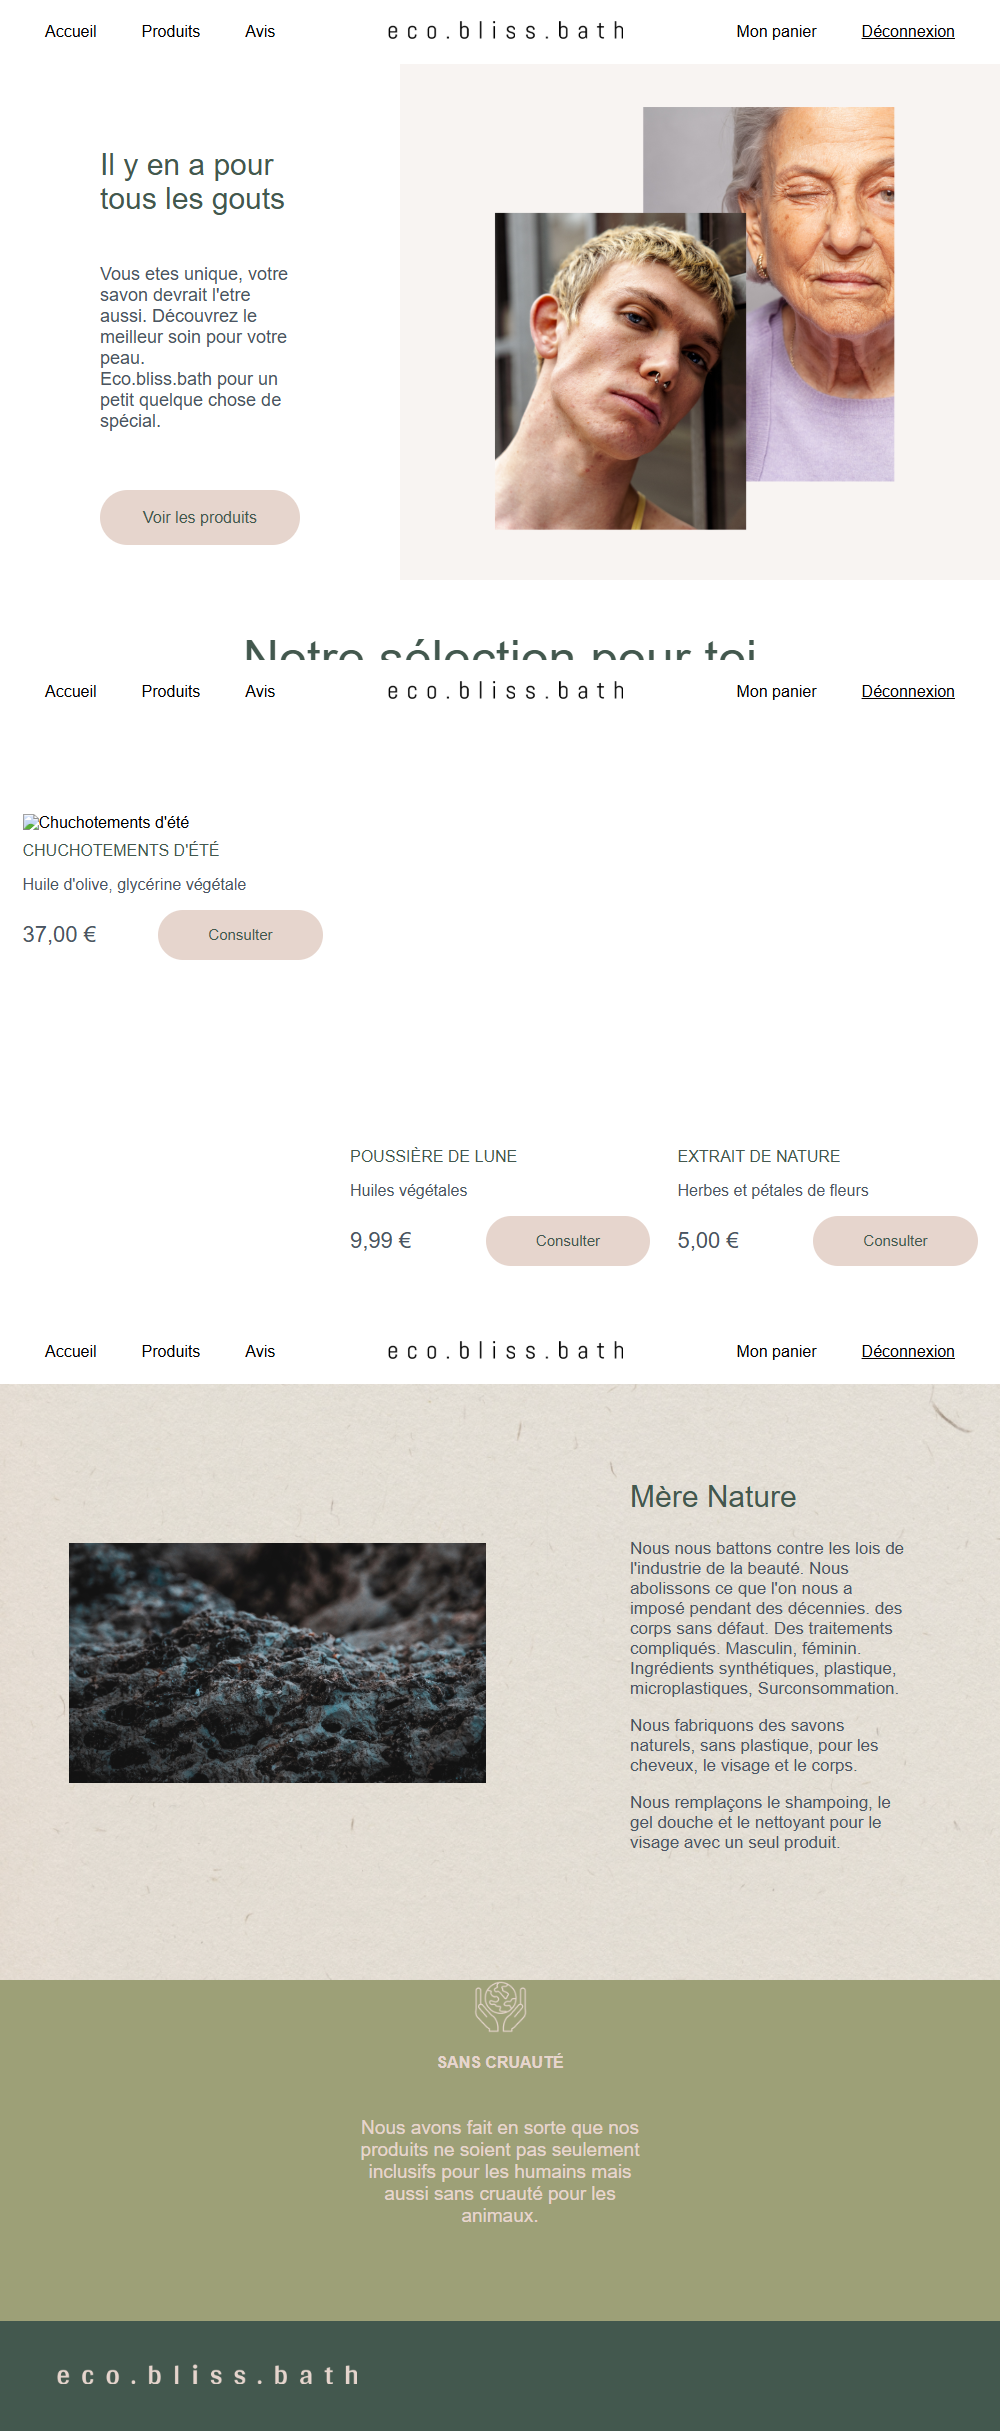 Accueil Produits Avis eco.bliss.bath Mon panier Déconnexion
Il y en a pour
tous les gouts
Vous etes unique, votre
savon devrait l'etre
aussi. Découvrez le
meilleur soin pour votre
peau.
Eco.bliss.bath pour un
petit quelque chose de
spécial.
Voir les produits
Notre sélection pour toi
Accueil Produits Avis eco.bliss.bath Mon panier Déconnexion
Chuchotements d'été
CHUCHOTEMENTS D'ÉTÉ
Huile d'olive, glycérine végétale
37,00 € Consulter
POUSSIÈRE DE LUNE
Huiles végétales
9,99 € Consulter
EXTRAIT DE NATURE
Herbes et pétales de fleurs
5,00 € Consulter
Accueil Produits Avis eco.bliss.bath Mon panier Déconnexion
Mère Nature
Nous nous battons contre les lois de
l'industrie de la beauté. Nous
abolissons ce que l'on nous a
imposé pendant des décennies. des
corps sans défaut. Des traitements
compliqués. Masculin, féminin.
Ingrédients synthétiques, plastique,
microplastiques, Surconsommation.
Nous fabriquons des savons
naturels, sans plastique, pour les
cheveux, le visage et le corps.
Nous remplaçons le shampoing, le
gel douche et le nettoyant pour le
visage avec un seul produit.
SANS CRUAUTÉ
Nous avons fait en sorte que nos
produits ne soient pas seulement
inclusifs pour les humains mais
aussi sans cruauté pour les
animaux.
eco.bliss.bath